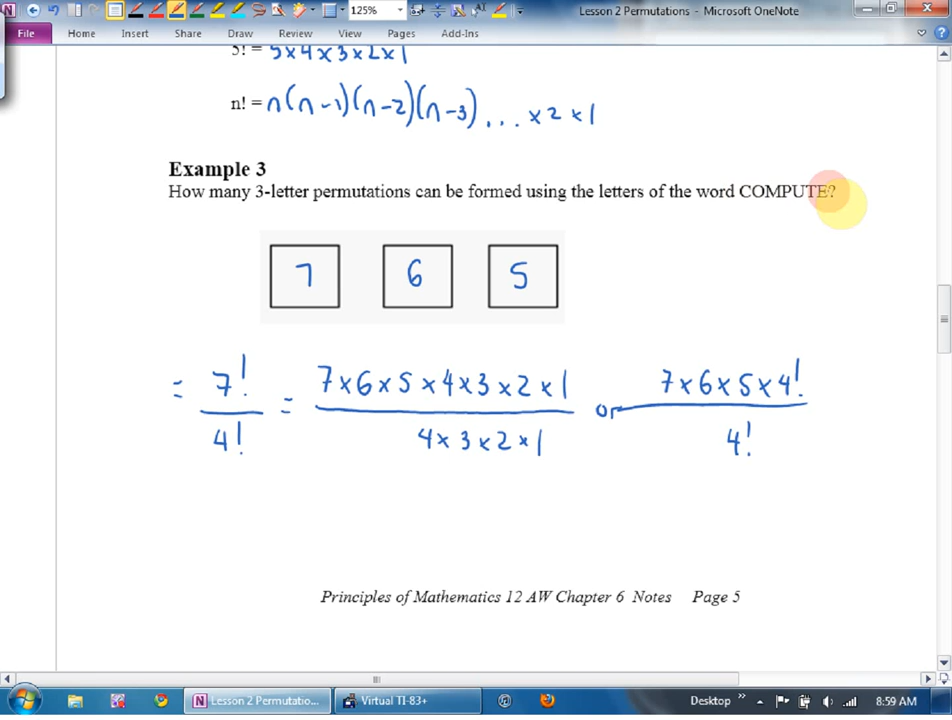 125% Lesson 2 Permutations - Microsoft OneNote
File Home Insert Share Draw Review View Pages Add-Ins
5! = 5 x 4 x 3 x 2 x 1
n! = n(n-1)(n-2)(n-3)... x 2 x 1
Example 3
How many 3-letter permutations can be formed using the letters of the word COMPUTE?
7 6 5
= 7!/4! = 7 x 6 x 5 x 4 x 3 x 2 x 1/4 x 3 x 2 x 1 or 7 x 6 x 5 x 4!/4!
Principles of Mathematics 12 AW Chapter 6 Notes Page 5
Lesson 2 Permutatio... Virtual TI-83+ Desktop » 8:59 AM